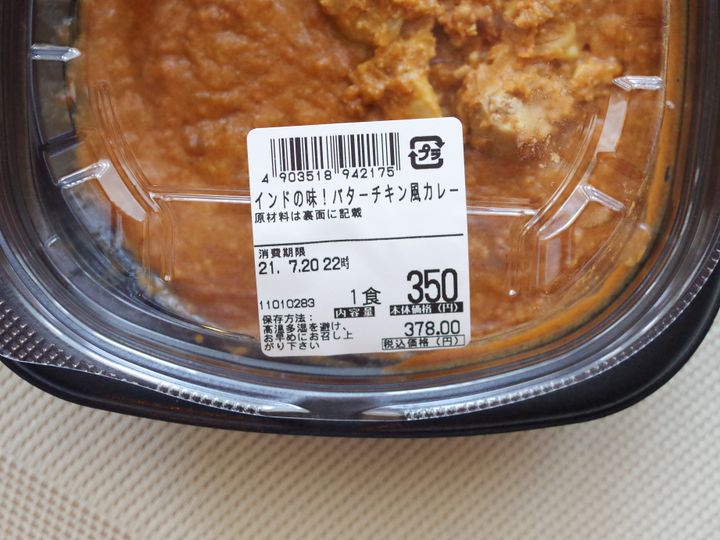 プラ
4 903518 942175
インドの味!バターチキン風カレー
原材料は裏面に記載
消費期限
21. 7.20 22時
11010283
1食
内容量
350
本体価格(円)
保存方法:
高温多湿を避け、
お早めにお召し上
がり下さい
378.00
税込価格(円)